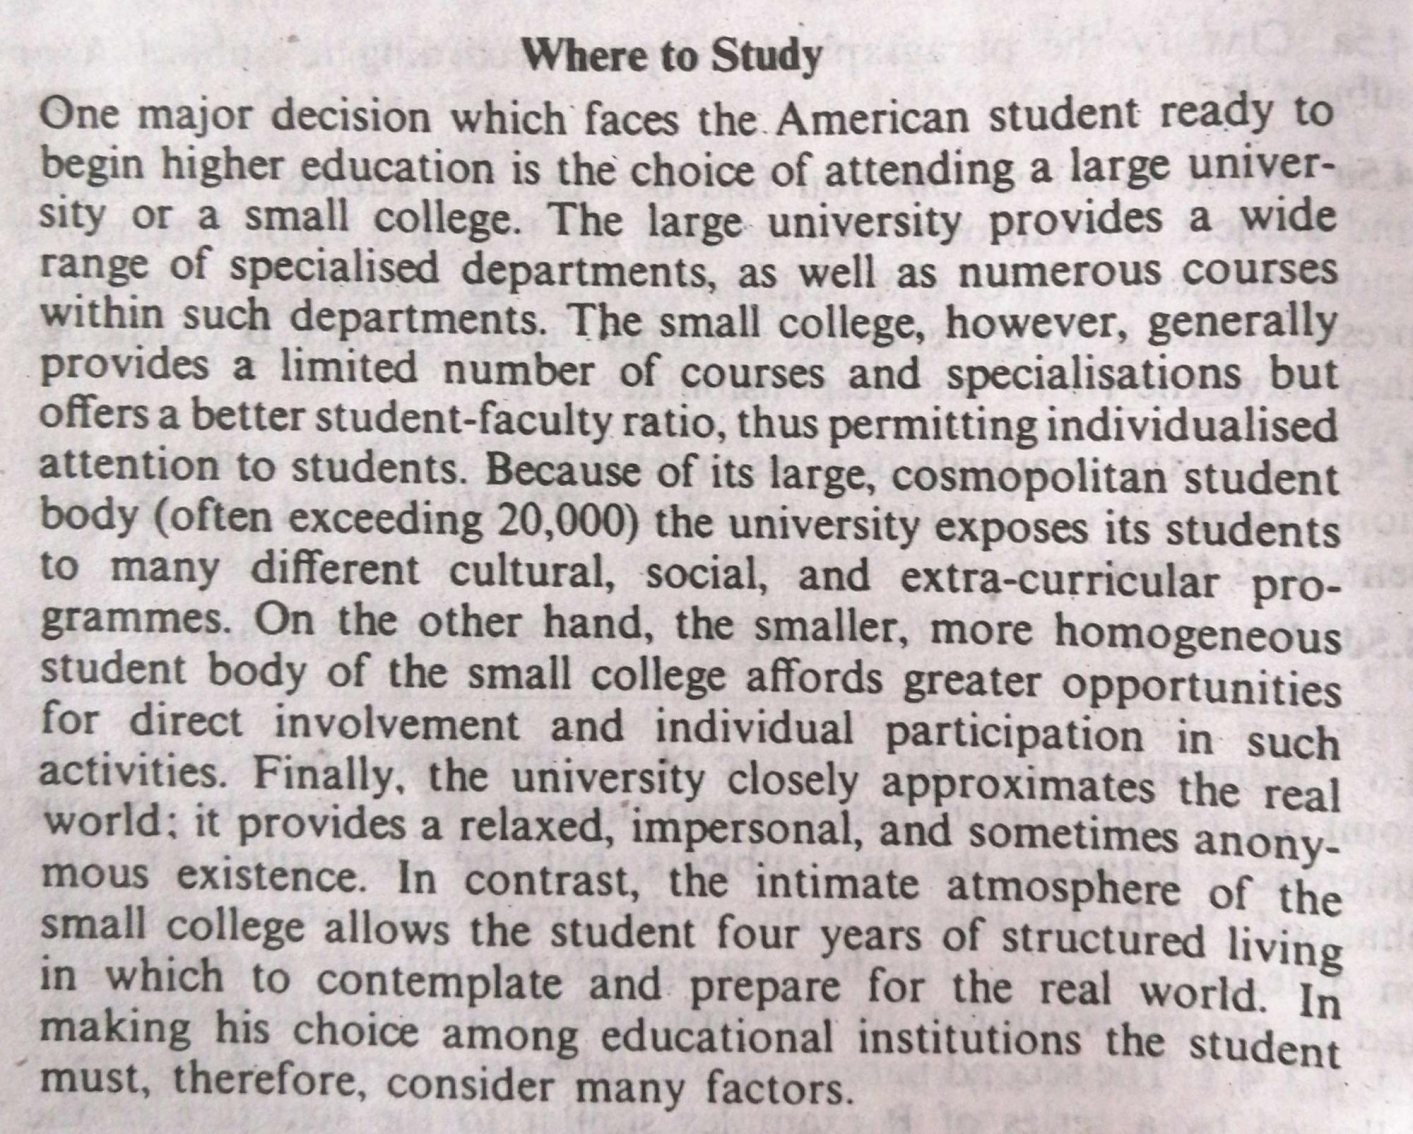 Where to Study
One major decision which faces the American student ready to
begin higher education is the choice of attending a large univer-
sity or a small college. The large university provides a wide
range of specialised departments, as well as numerous courses
within such departments. The small college, however, generally
provides a limited number of courses and specialisations but
offers a better student-faculty ratio, thus permitting individualised
attention to students. Because of its large, cosmopolitan student
body (often exceeding 20,000) the university exposes its students
to many different cultural, social, and extra-curricular pro-
grammes. On the other hand, the smaller, more homogeneous
student body of the small college affords greater opportunities
for direct involvement and individual participation in such
activities. Finally, the university closely approximates the real
world; it provides a relaxed, impersonal, and sometimes anony-
mous existence. In contrast, the intimate atmosphere of the
small college allows the student four years of structured living
in which to contemplate and prepare for the real world. In
making his choice among educational institutions the student
must, therefore, consider many factors.